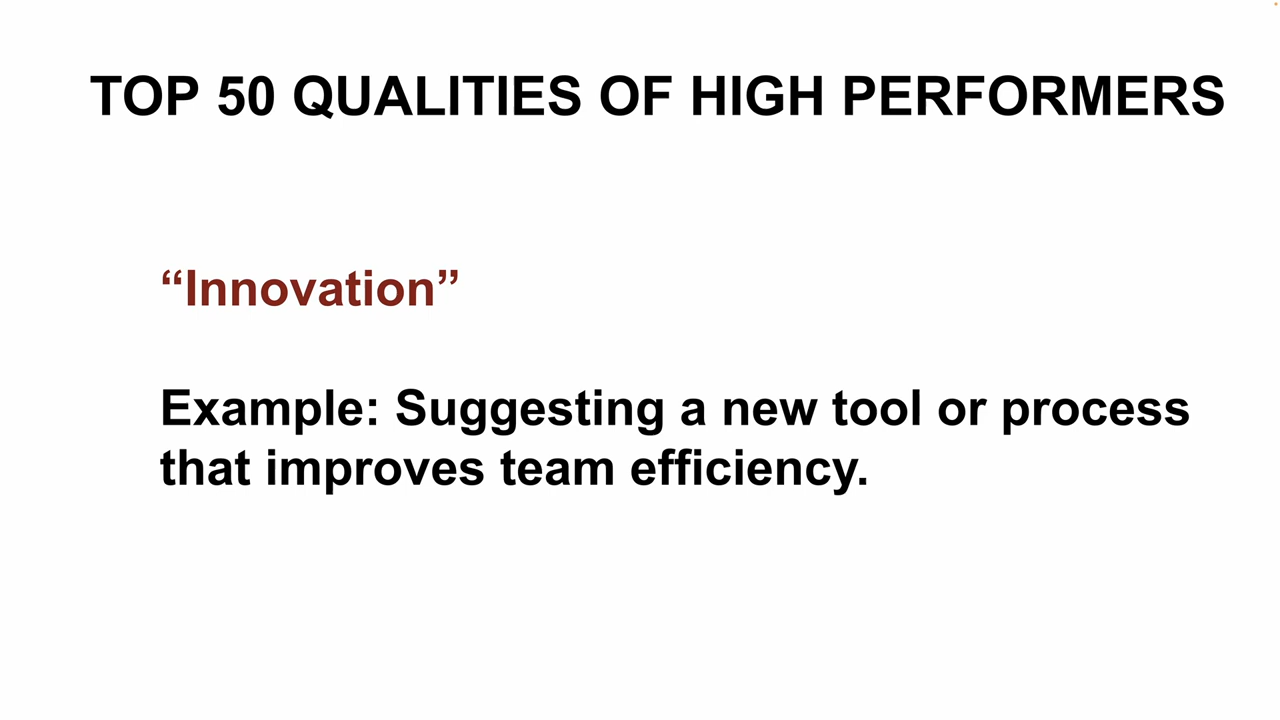 TOP 50 QUALITIES OF HIGH PERFORMERS
“Innovation”
Example: Suggesting a new tool or process
that improves team efficiency.